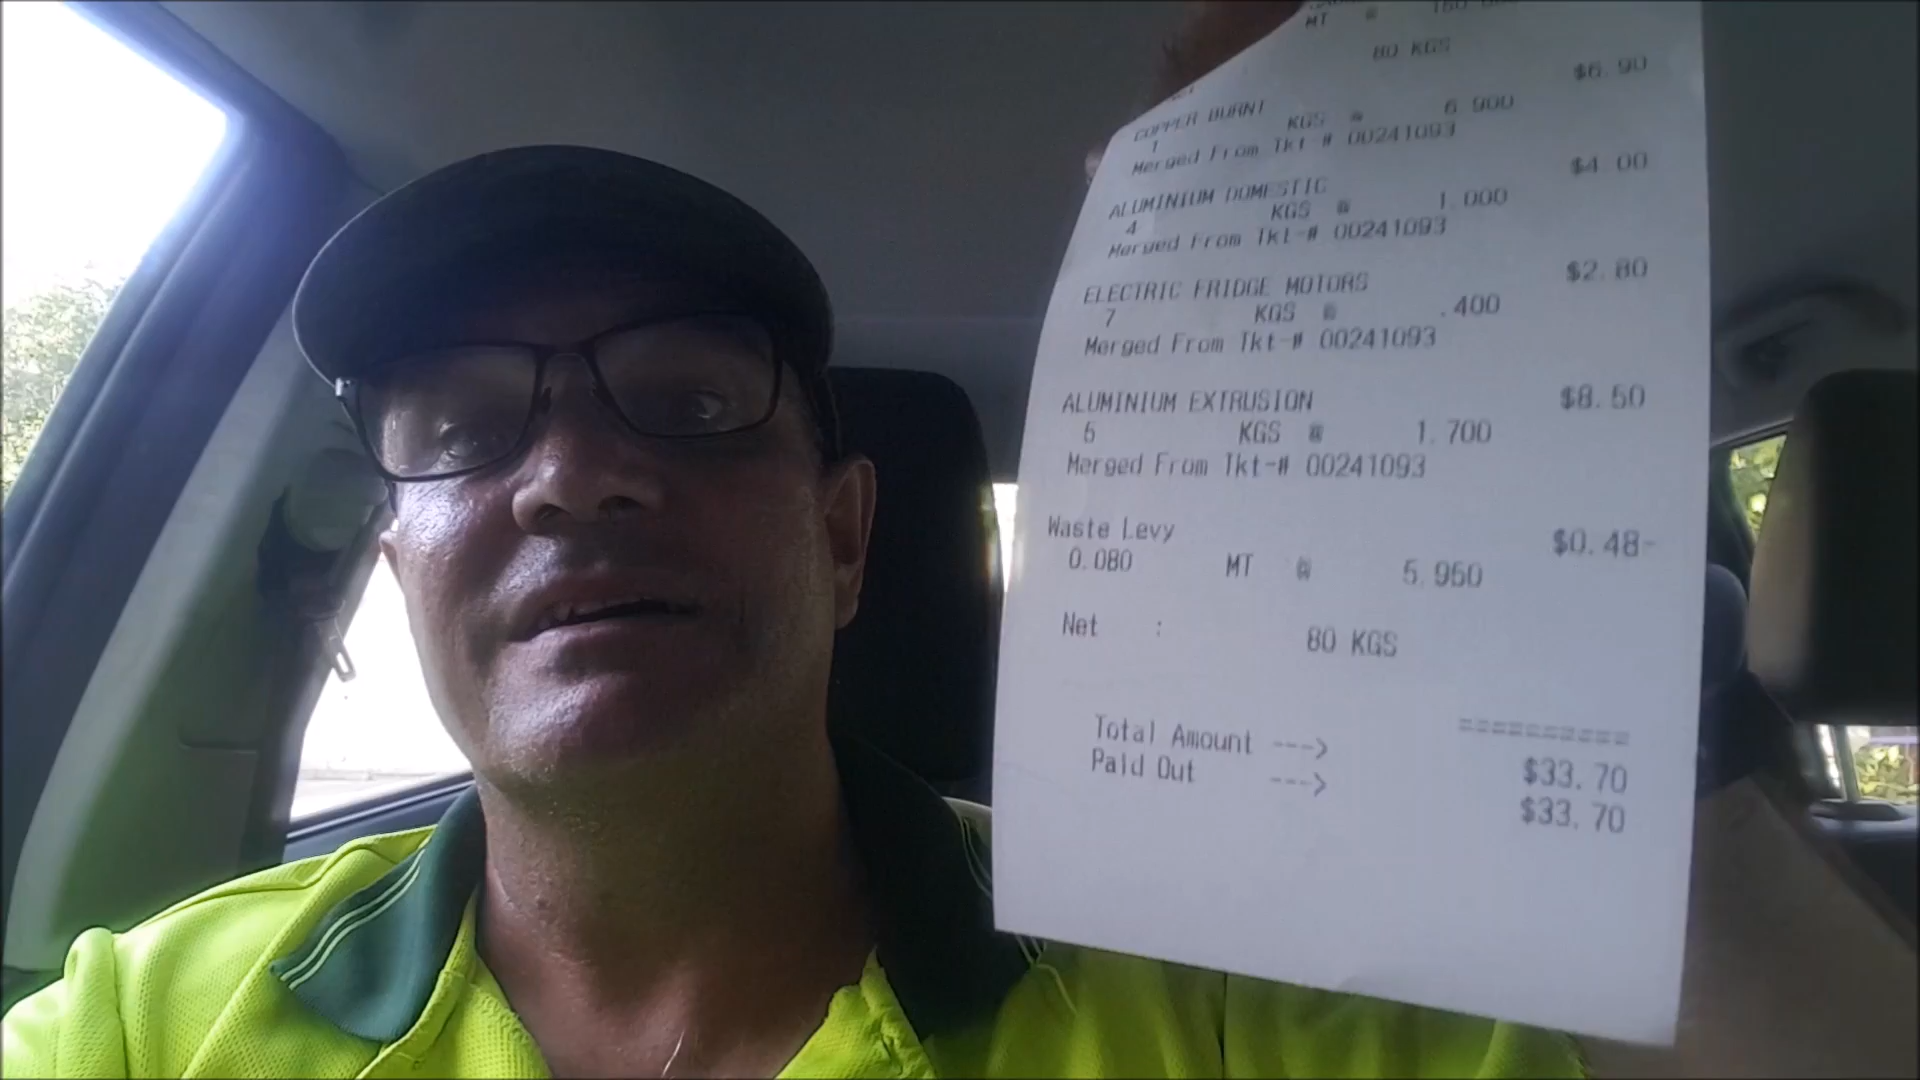 MT @
80 KGS
COPPER BURNT $6.90
1 KGS @ 6.900
Merged From Tkt # 00241093
ALUMINIUM DOMESTIC $4.00
4 KGS @ 1.000
Merged From Tkt-# 00241093
ELECTRIC FRIDGE MOTORS $2.80
7 KGS @ .400
Merged From Tkt-# 00241093
ALUMINIUM EXTRUSION $8.50
5 KGS @ 1.700
Merged From Tkt-# 00241093
Waste Levy $0.48-
0.080 MT @ 5.950
Net : 80 KGS
==========
Total Amount ---> $33.70
Paid Out ---> $33.70